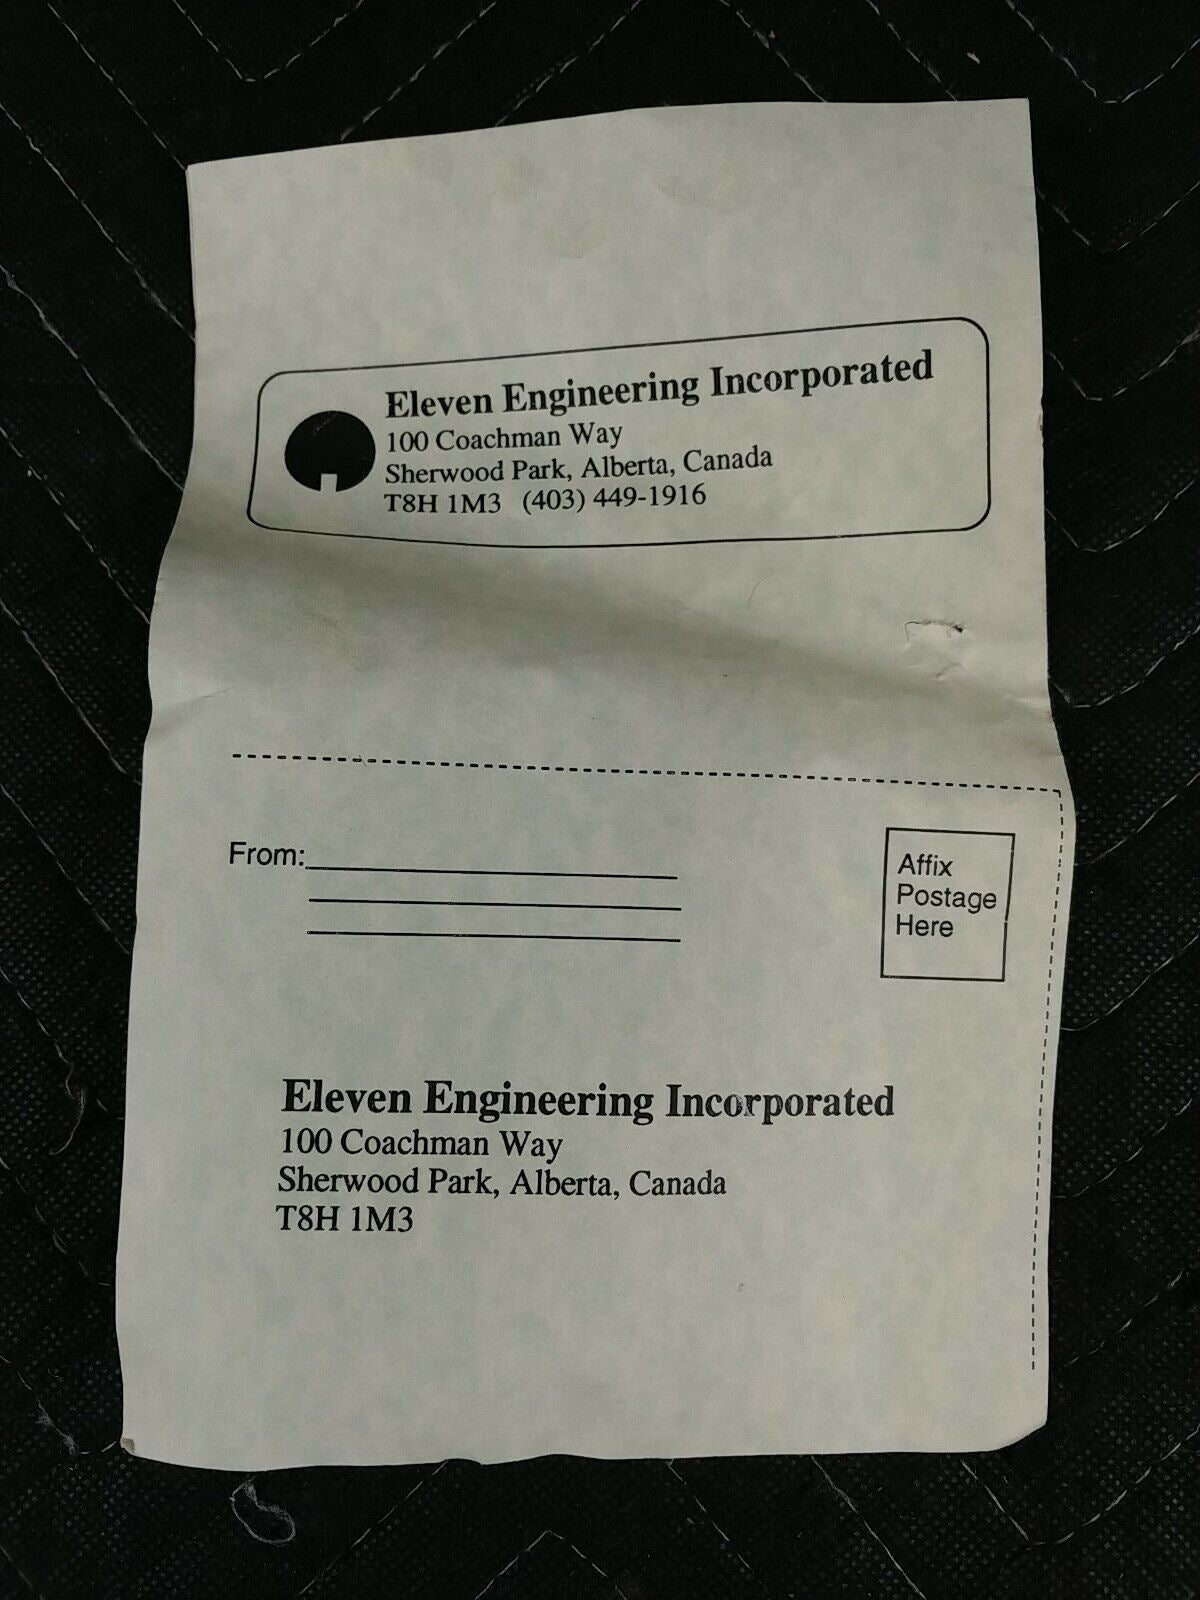 Eleven Engineering Incorporated
100 Coachman Way
Sherwood Park, Alberta, Canada
T8H 1M3 (403) 449-1916
From:
Affix
Postage
Here
Eleven Engineering Incorporated
100 Coachman Way
Sherwood Park, Alberta, Canada
T8H 1M3